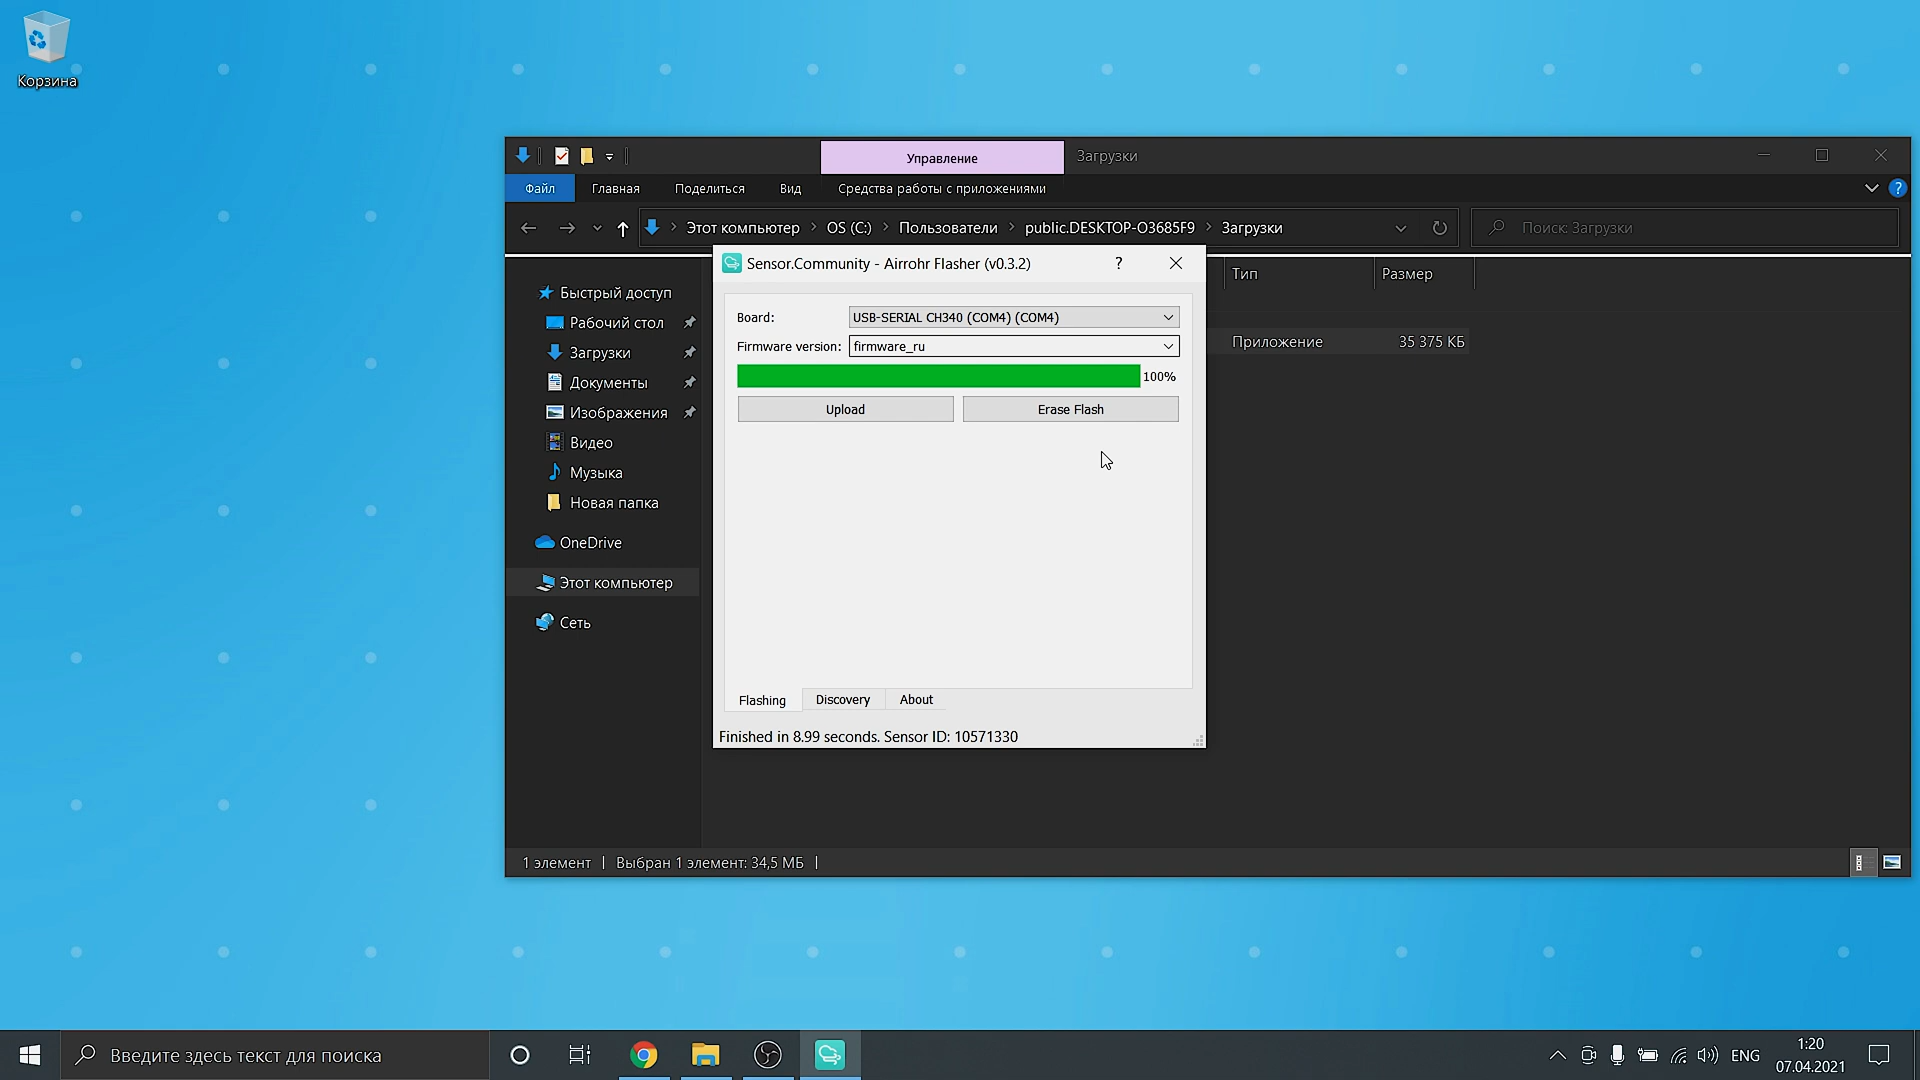 Корзина
Управление
Загрузки
Файл
Главная
Поделиться
Вид
Средства работы с приложениями
?
Этот компьютер
OS (C:)
Пользователи
public.DESKTOP-O3685F9
Загрузки
Поиск: Загрузки
Sensor.Community - Airrohr Flasher (v0.3.2)
?
Тип
Размер
Быстрый доступ
Рабочий стол
Загрузки
Документы
Изображения
Видео
Музыка
Новая папка
OneDrive
Этот компьютер
Сеть
Board:
USB-SERIAL CH340 (COM4) (COM4)
Firmware version:
firmware_ru
100%
Upload
Erase Flash
Приложение
35 375 КБ
Flashing
Discovery
About
Finished in 8.99 seconds. Sensor ID: 10571330
1 элемент
Выбран 1 элемент: 34,5 МБ
Введите здесь текст для поиска
ENG
1:20
07.04.2021